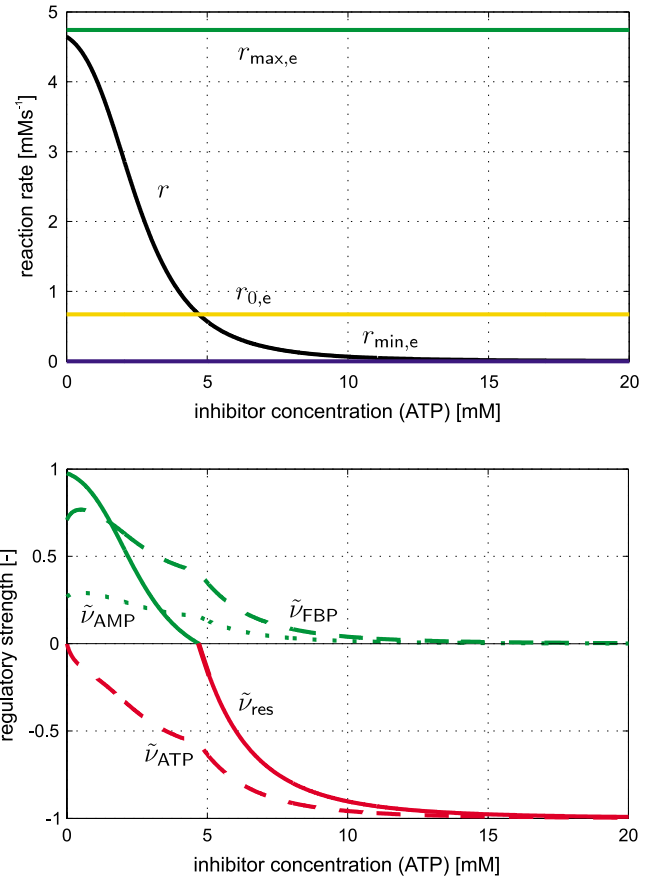 5
4
3
2
1
0
reaction rate [mMs⁻¹]
r_max,e
r
r_0,e
r_min,e
0 5 10 15 20
inhibitor concentration (ATP) [mM]
1
0.5
0
-0.5
-1
regulatory strength [-]
ν̃_AMP
ν̃_FBP
ν̃_res
ν̃_ATP
0 5 10 15 20
inhibitor concentration (ATP) [mM]